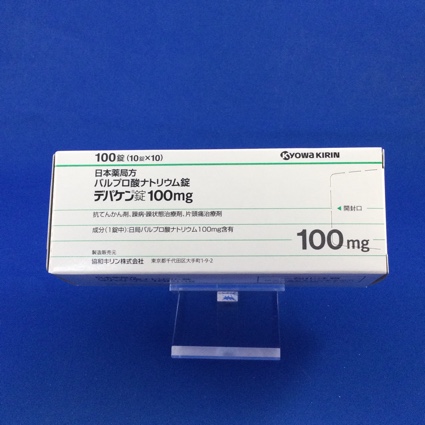 100錠(10錠×10)
KYOWA KIRIN
日本薬局方
バルプロ酸ナトリウム錠
デパケン®錠100mg
抗てんかん剤、躁病・躁状態治療剤、片頭痛治療剤
◀開封口
成分(1錠中):日局バルプロ酸ナトリウム100mg含有
100mg
製造販売元
協和キリン株式会社 東京都千代田区大手町1-9-2